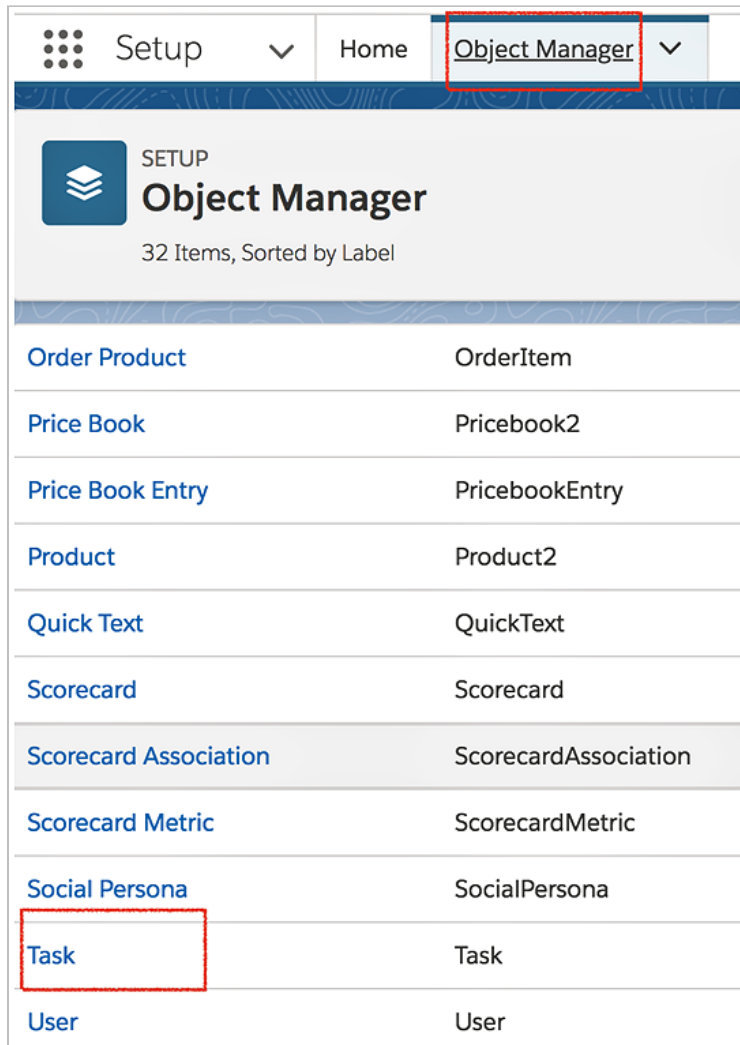 Setup Home Object Manager
SETUP
Object Manager
32 Items, Sorted by Label
Order Product OrderItem
Price Book Pricebook2
Price Book Entry PricebookEntry
Product Product2
Quick Text QuickText
Scorecard Scorecard
Scorecard Association ScorecardAssociation
Scorecard Metric ScorecardMetric
Social Persona SocialPersona
Task Task
User User